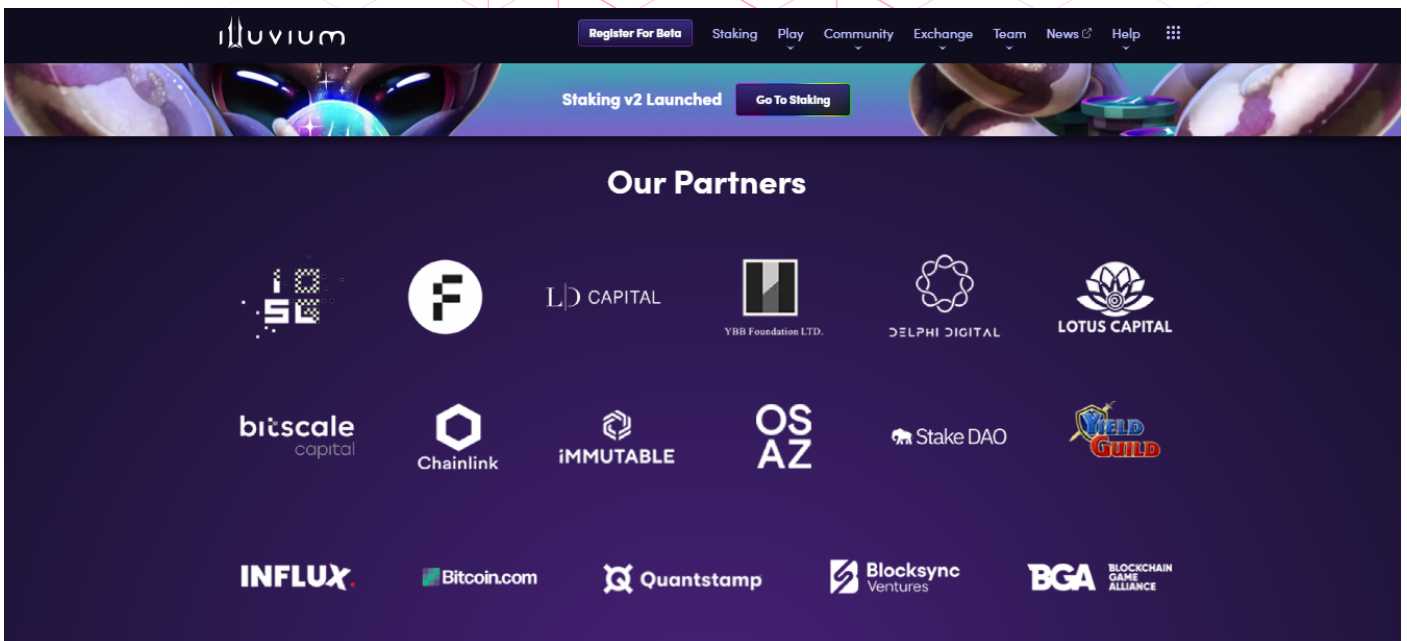 illuvium
Register For Beta Staking Play Community Exchange Team News Help
Staking v2 Launched Go To Staking
Our Partners
iOSG
F
LD CAPITAL
YBB Foundation LTD.
DELPHI DIGITAL
LOTUS CAPITAL
bitscale
capital
Chainlink
iMMUTABLE
OS
AZ
Stake DAO
YIELD
GUILD
INFLUX.
Bitcoin.com
Quantstamp
Blocksync
Ventures
BGA
BLOCKCHAIN
GAME
ALLIANCE